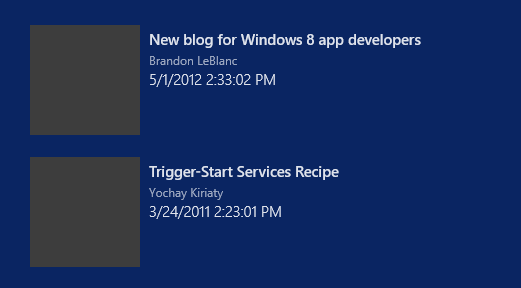 New blog for Windows 8 app developers
Brandon LeBlanc
5/1/2012 2:33:02 PM
Trigger-Start Services Recipe
Yochay Kiriaty
3/24/2011 2:23:01 PM